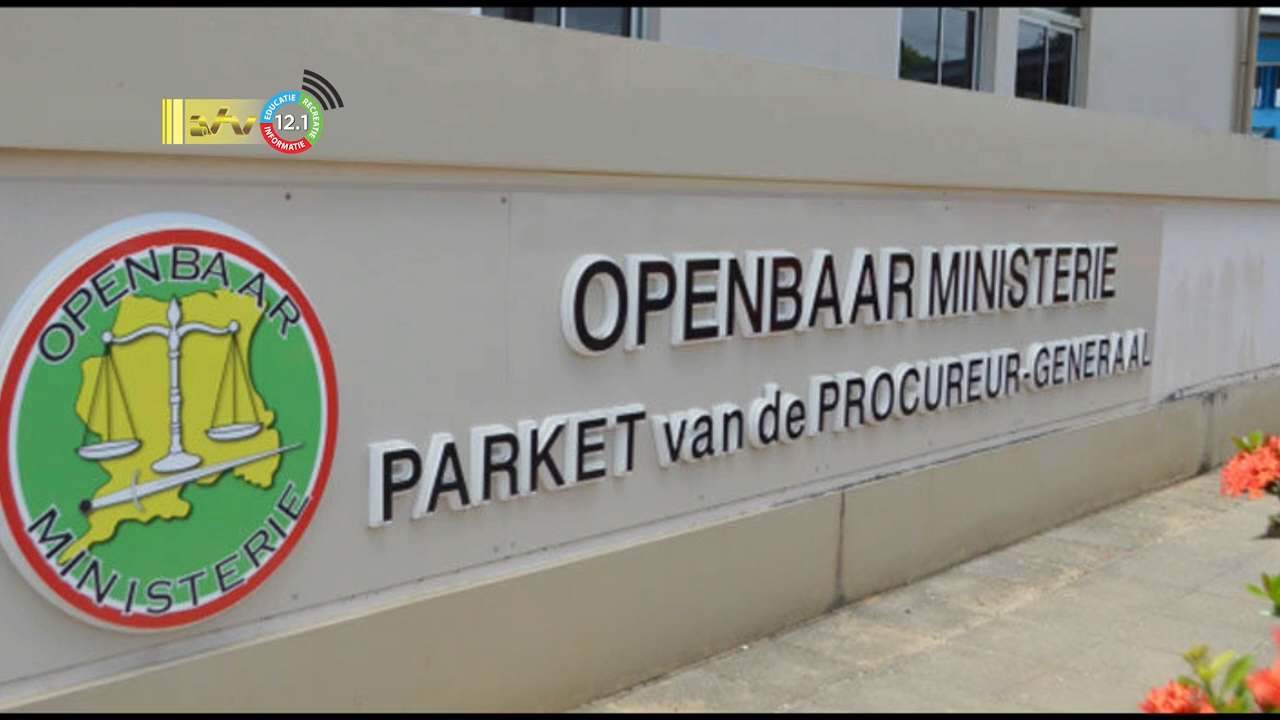 EDUCATIE
RECREATIE
12.1
INFORMATIE
OPENBAAR
MINISTERIE
OPENBAAR MINISTERIE
PARKET van de PROCUREUR-GENERAAL